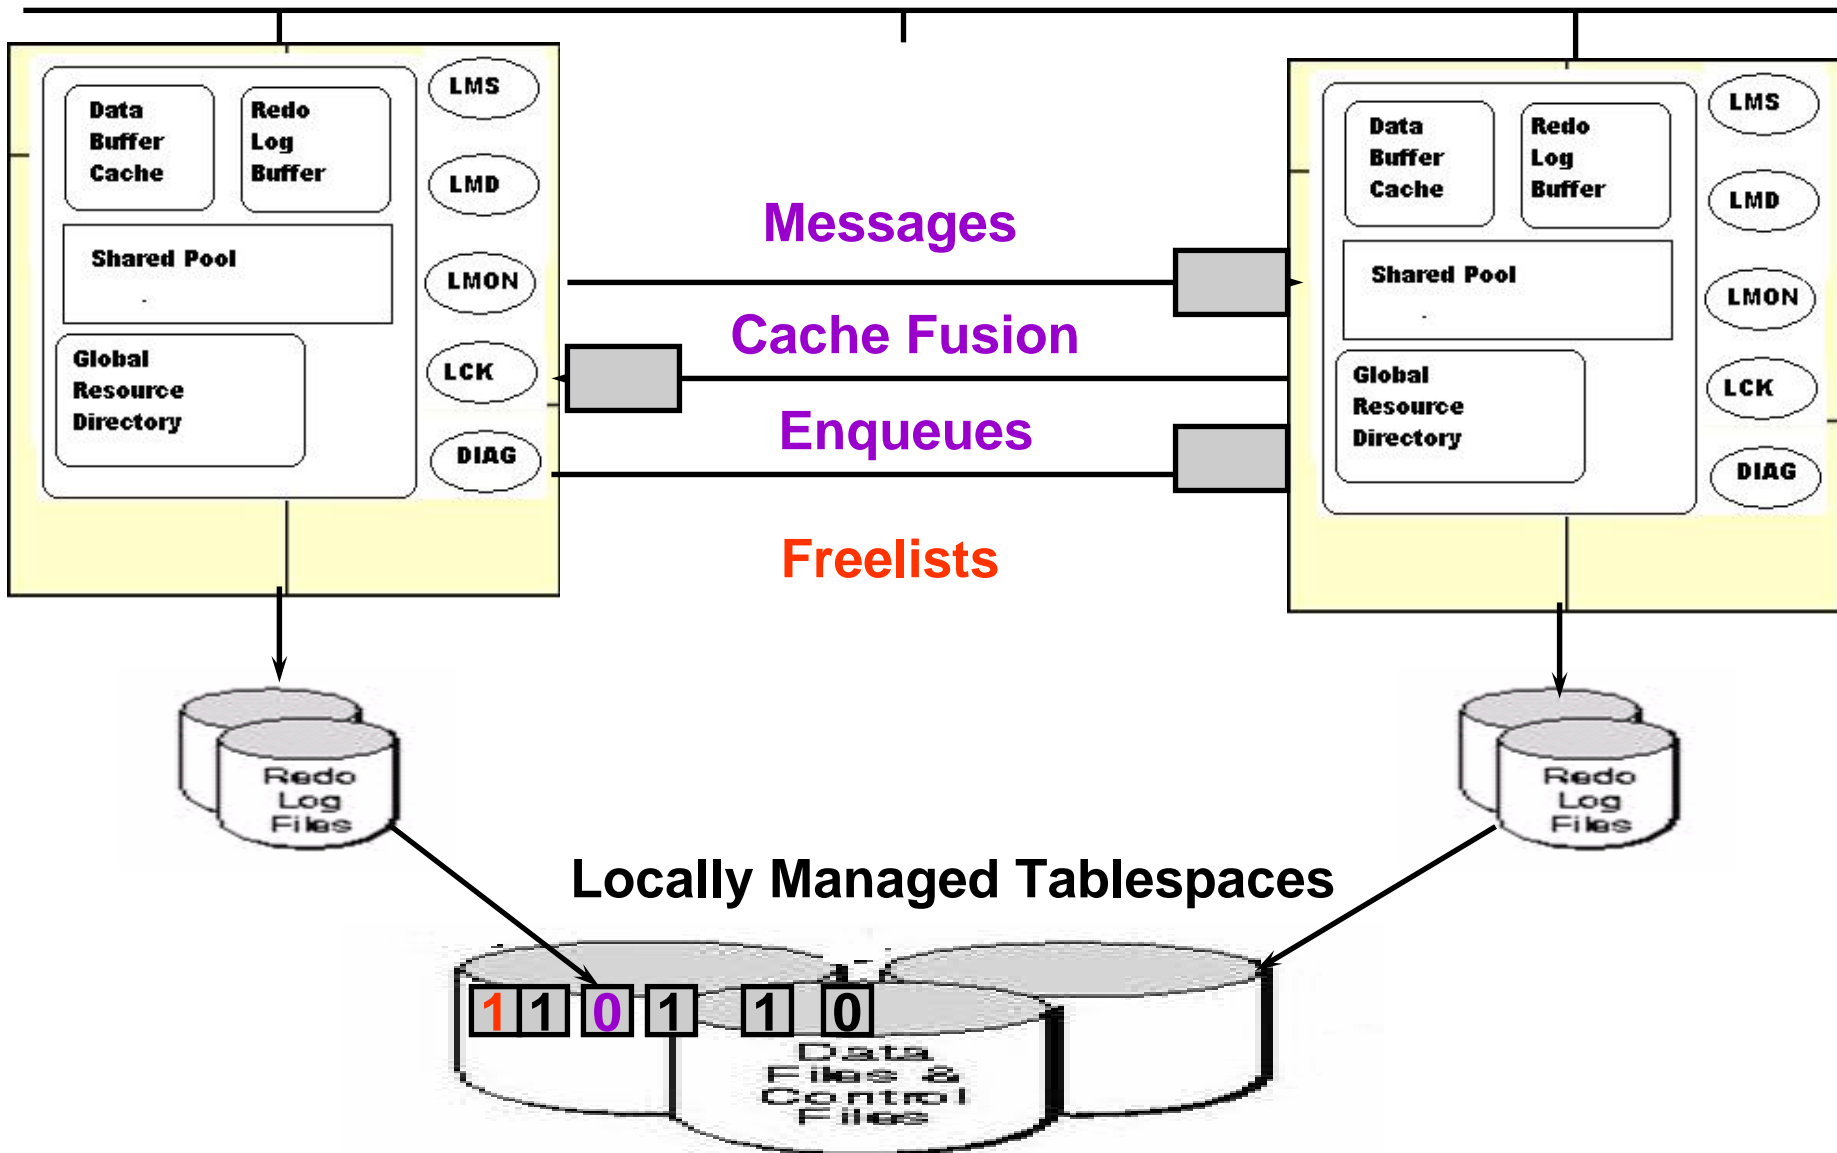 Data
Buffer
Cache
Redo
Log
Buffer
Shared Pool
Global
Resource
Directory
LMS
LMD
LMON
LCK
DIAG
Messages
Cache Fusion
Enqueues
Freelists
Data
Buffer
Cache
Redo
Log
Buffer
Shared Pool
Global
Resource
Directory
LMS
LMD
LMON
LCK
DIAG
Redo
Log
Files
Redo
Log
Files
Locally Managed Tablespaces
1 1 0 1 1 0
Data
Files &
Control
Files